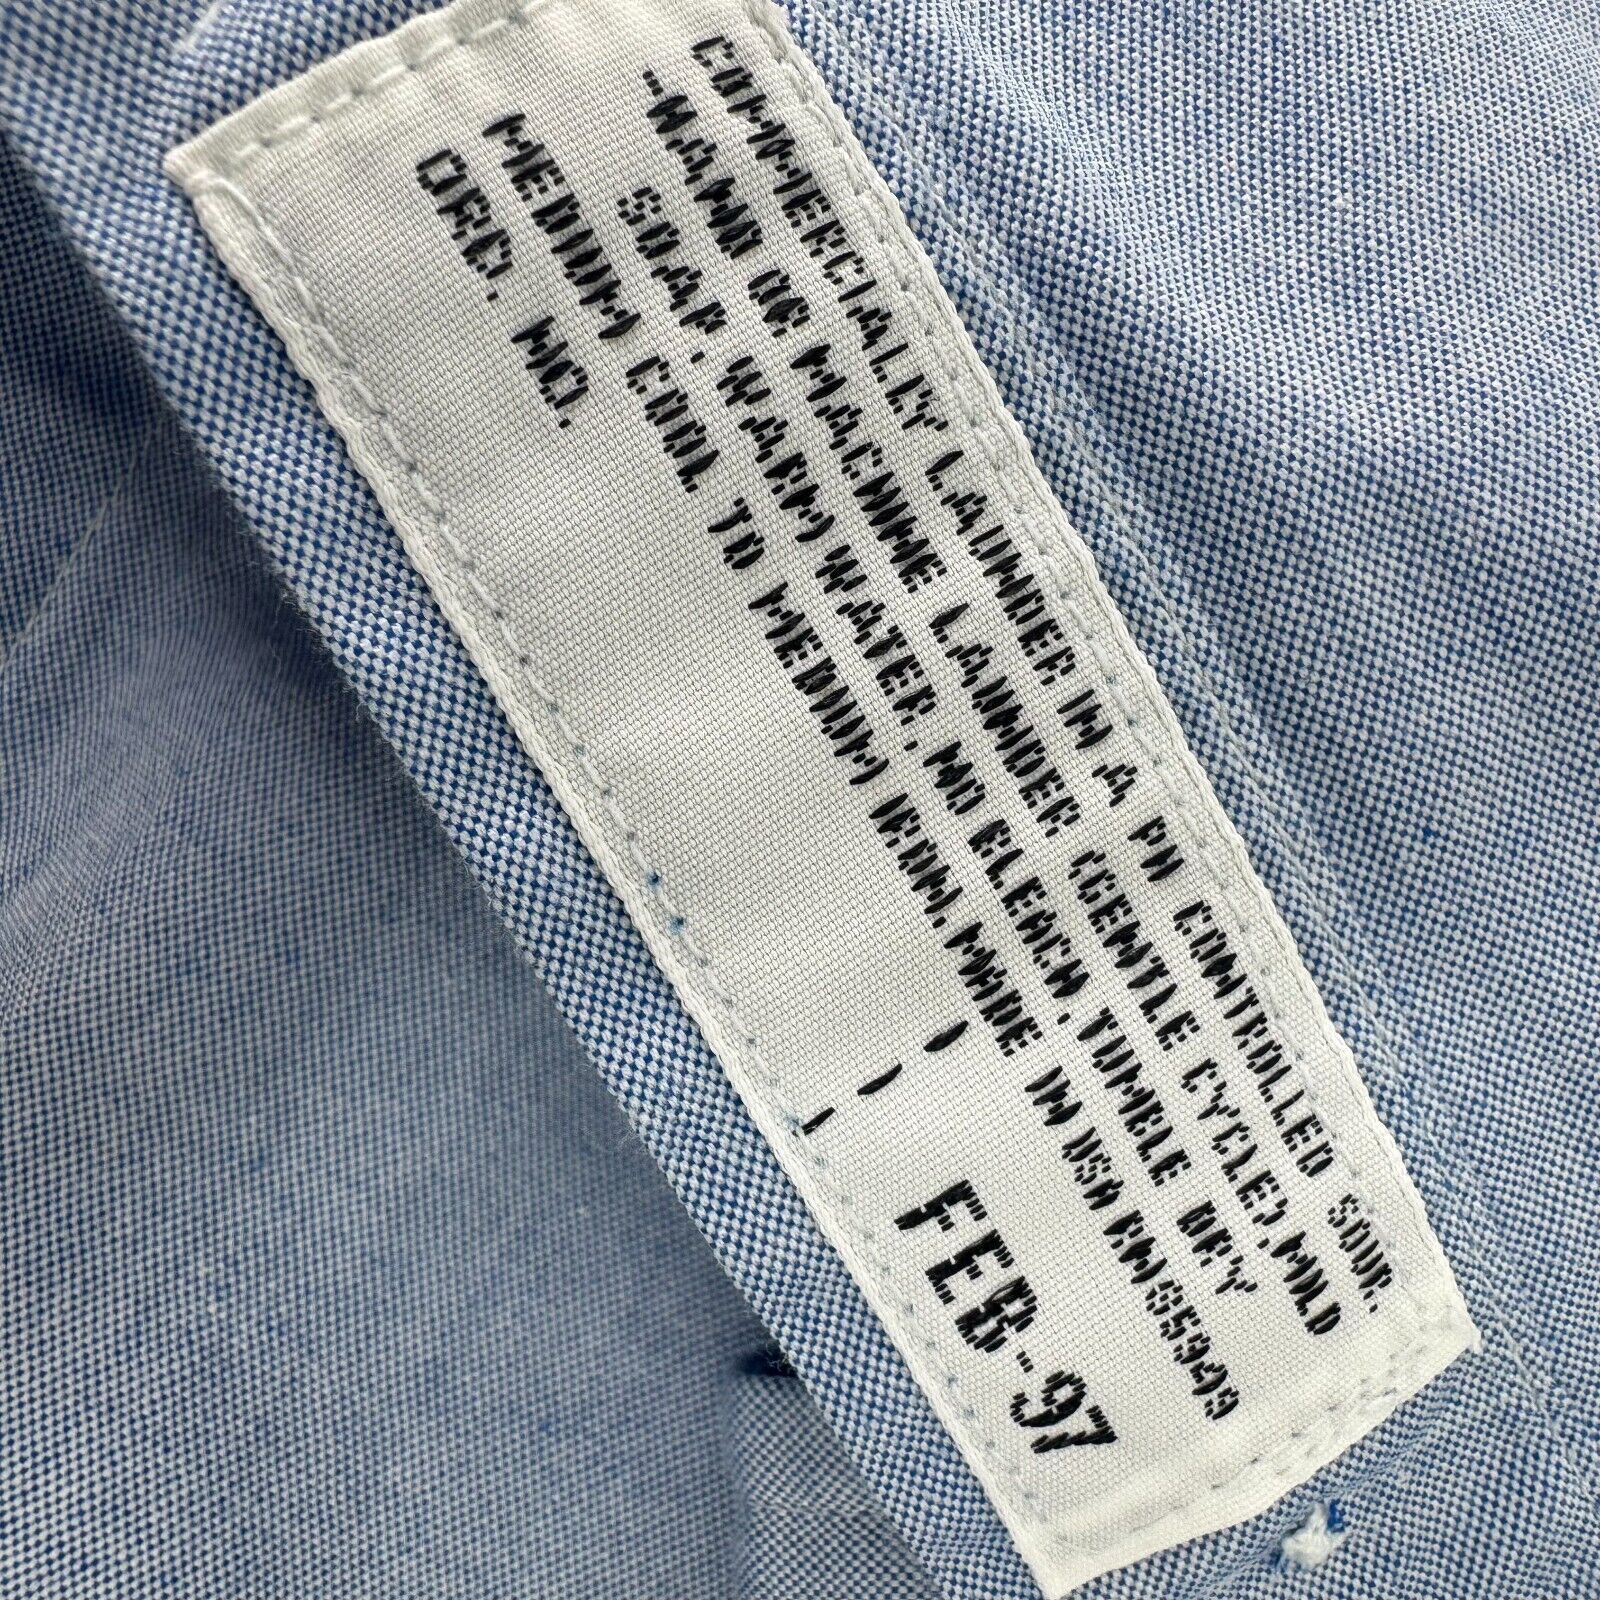 COMMERCIALLY LAUNDER IN A PH CONTROLLED SOUR.
-HAND OR MACHINE LAUNDER (GENTLE CYCLE), MILD
SOAP, WARM WATER. NO BLEACH. TUMBLE DRY
MEDIUM COOL TO MEDIUM IRON. MADE IN USA RN
ORD. NO.
FEB-97